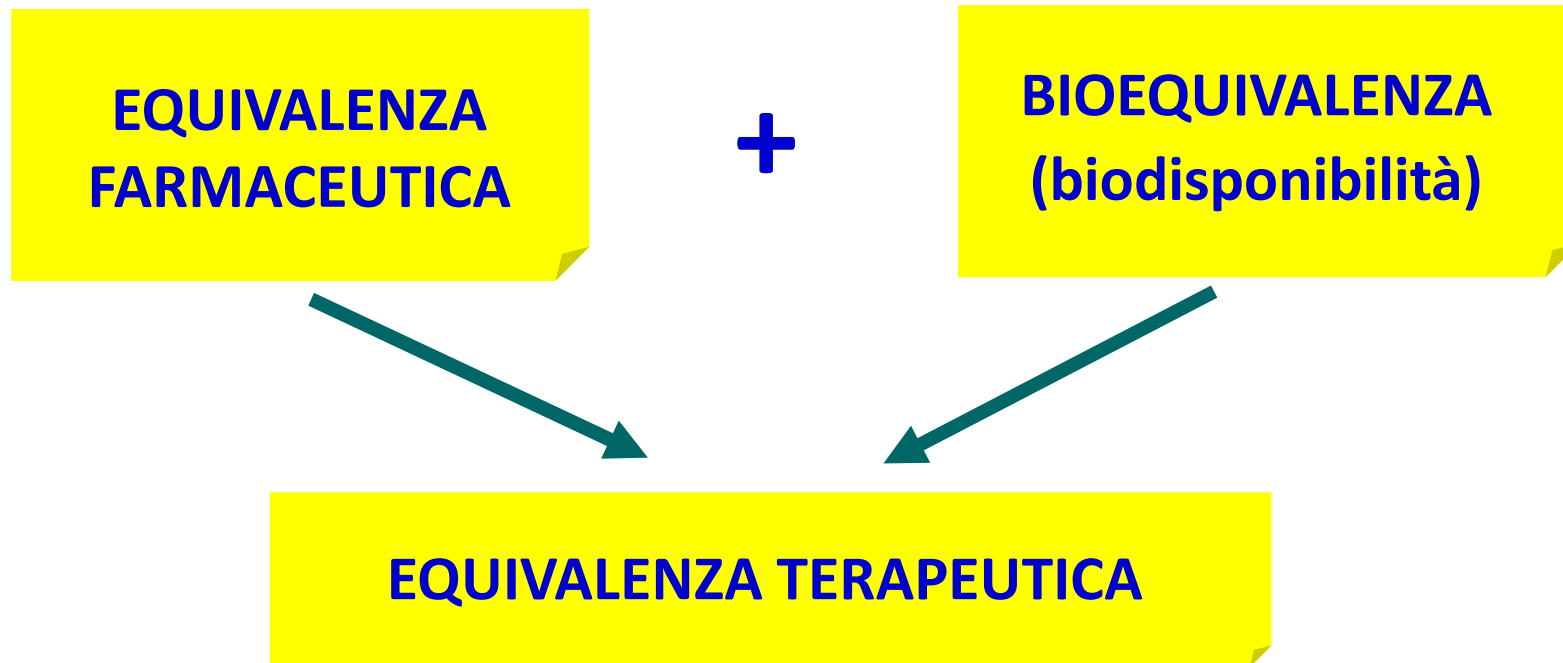 EQUIVALENZA
FARMACEUTICA
+
BIOEQUIVALENZA
(biodisponibilità)
EQUIVALENZA TERAPEUTICA